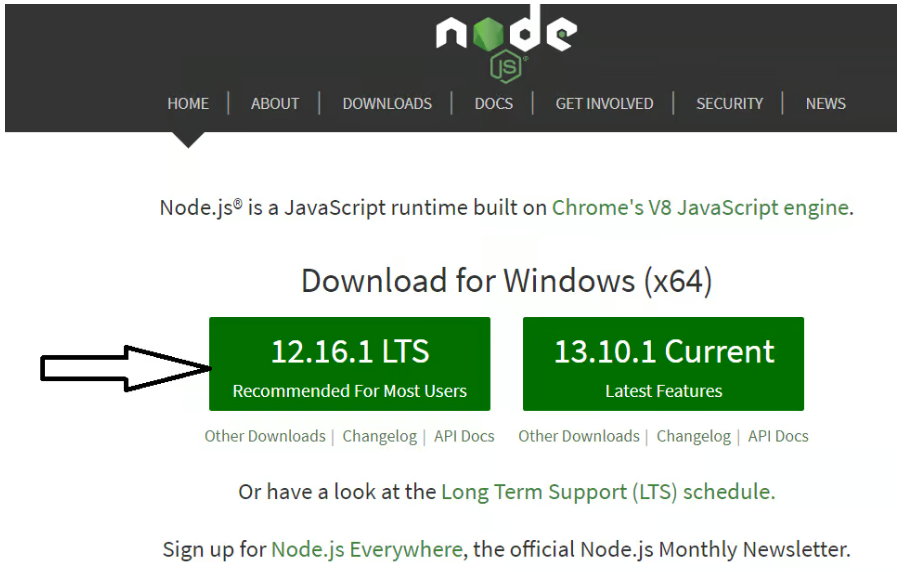 node
JS
HOME | ABOUT | DOWNLOADS | DOCS | GET INVOLVED | SECURITY | NEWS
Node.js® is a JavaScript runtime built on Chrome's V8 JavaScript engine.
Download for Windows (x64)
12.16.1 LTS
Recommended For Most Users
13.10.1 Current
Latest Features
Other Downloads | Changelog | API Docs
Other Downloads | Changelog | API Docs
Or have a look at the Long Term Support (LTS) schedule.
Sign up for Node.js Everywhere, the official Node.js Monthly Newsletter.